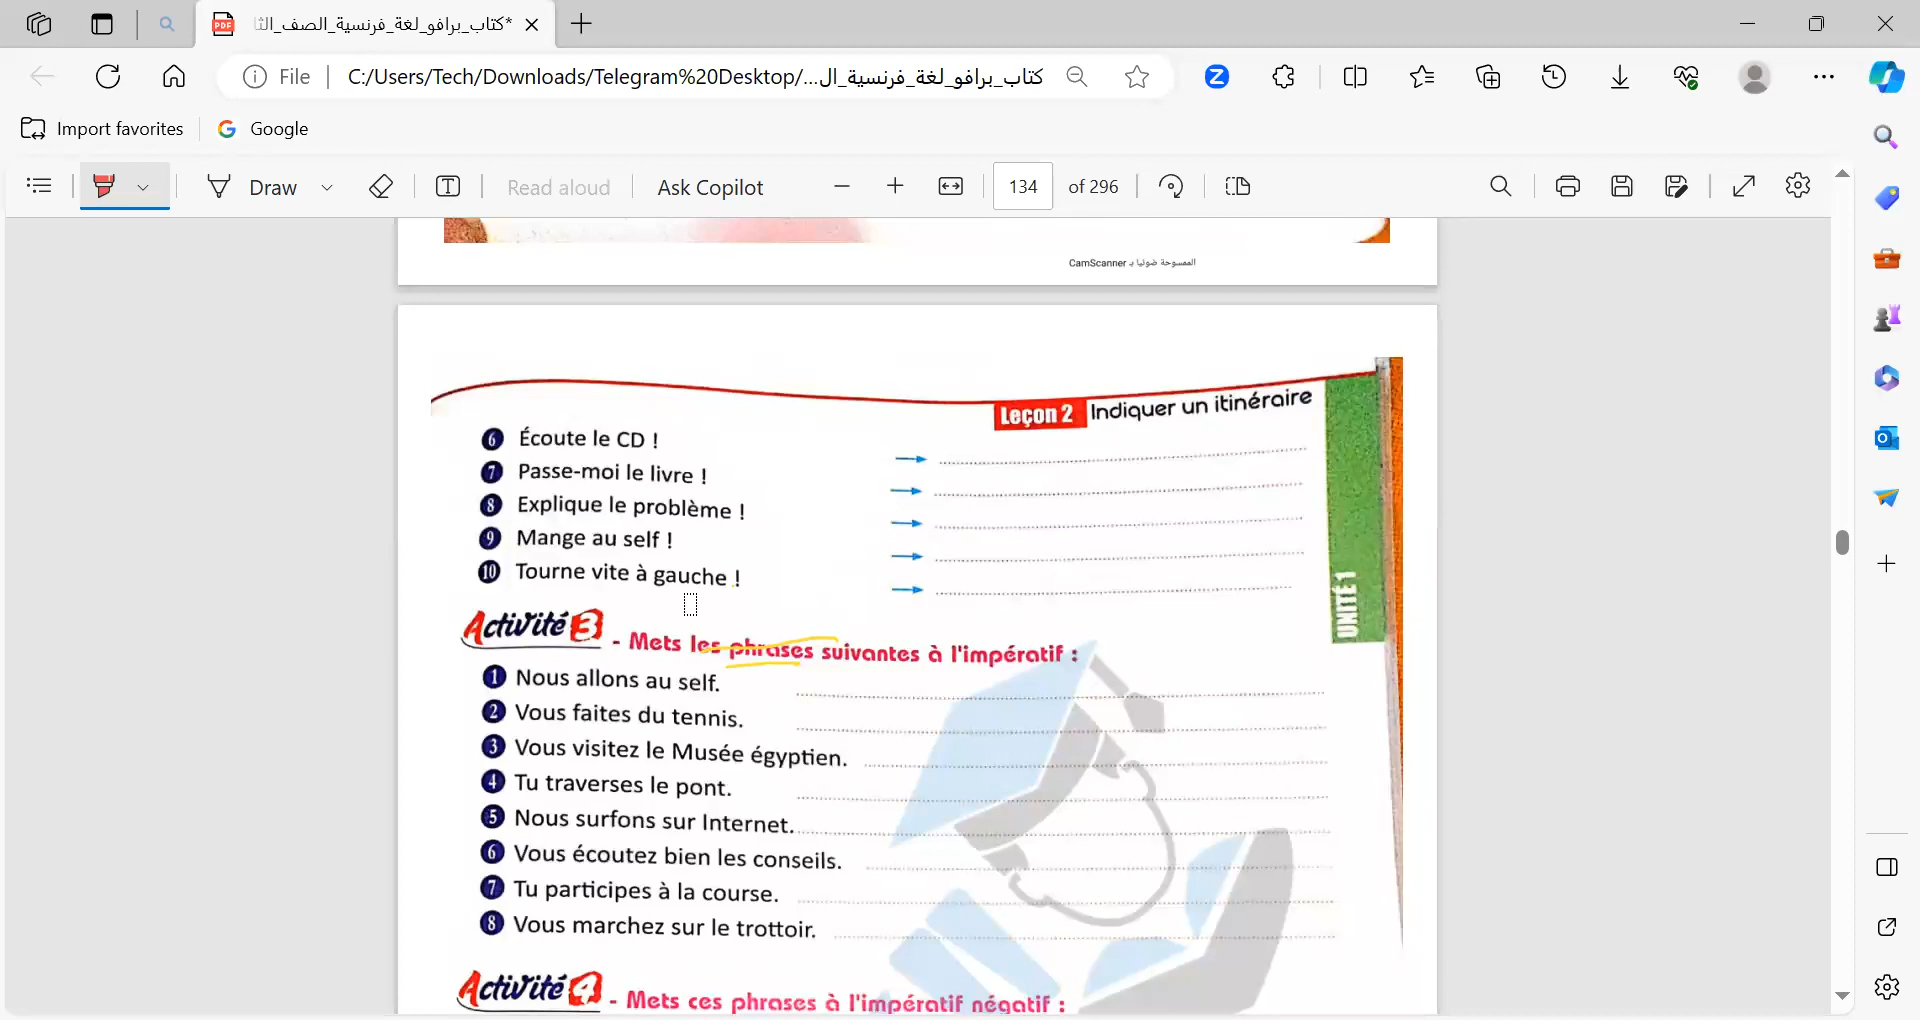 *كتاب_برافو_لغة_فرنسية_الصف_الثا
File
C:/Users/Tech/Downloads/Telegram%20Desktop/...كتاب_برافو_لغة_فرنسية_ال
Import favorites
Google
Draw
Read aloud
Ask Copilot
134 of 296
الممسوحة ضوئيا بـ CamScanner
Leçon 2 Indiquer un itinéraire
6 Écoute le CD !
7 Passe-moi le livre !
8 Explique le problème !
9 Mange au self !
10 Tourne vite à gauche !
UNITÉ 1
Activité 3 - Mets les phrases suivantes à l'impératif :
1 Nous allons au self.
2 Vous faites du tennis.
3 Vous visitez le Musée égyptien.
4 Tu traverses le pont.
5 Nous surfons sur Internet.
6 Vous écoutez bien les conseils.
7 Tu participes à la course.
8 Vous marchez sur le trottoir.
Activité 4 - Mets ces phrases à l'impératif négatif :